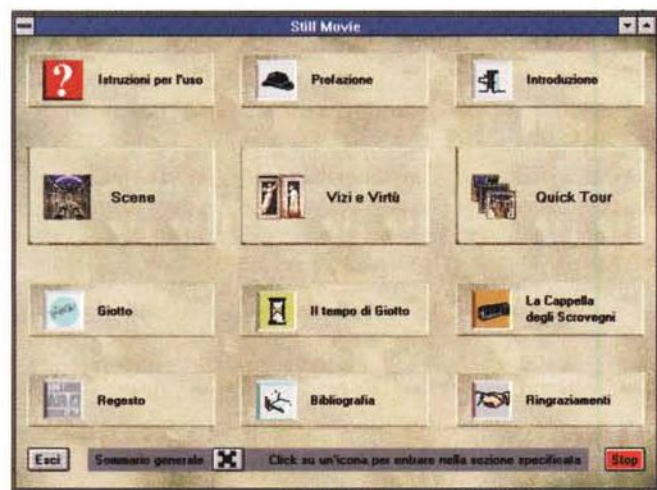 Still Movie
Istruzioni per l'uso
Prefazione
Introduzione
Scene
Vizi e Virtù
Quick Tour
Giotto
Il tempo di Giotto
La Cappella
degli Scrovegni
Regesto
Bibliografia
Ringraziamenti
Esci
Sommario generale
Click su un'icona per entrare nella sezione specificata
Stop